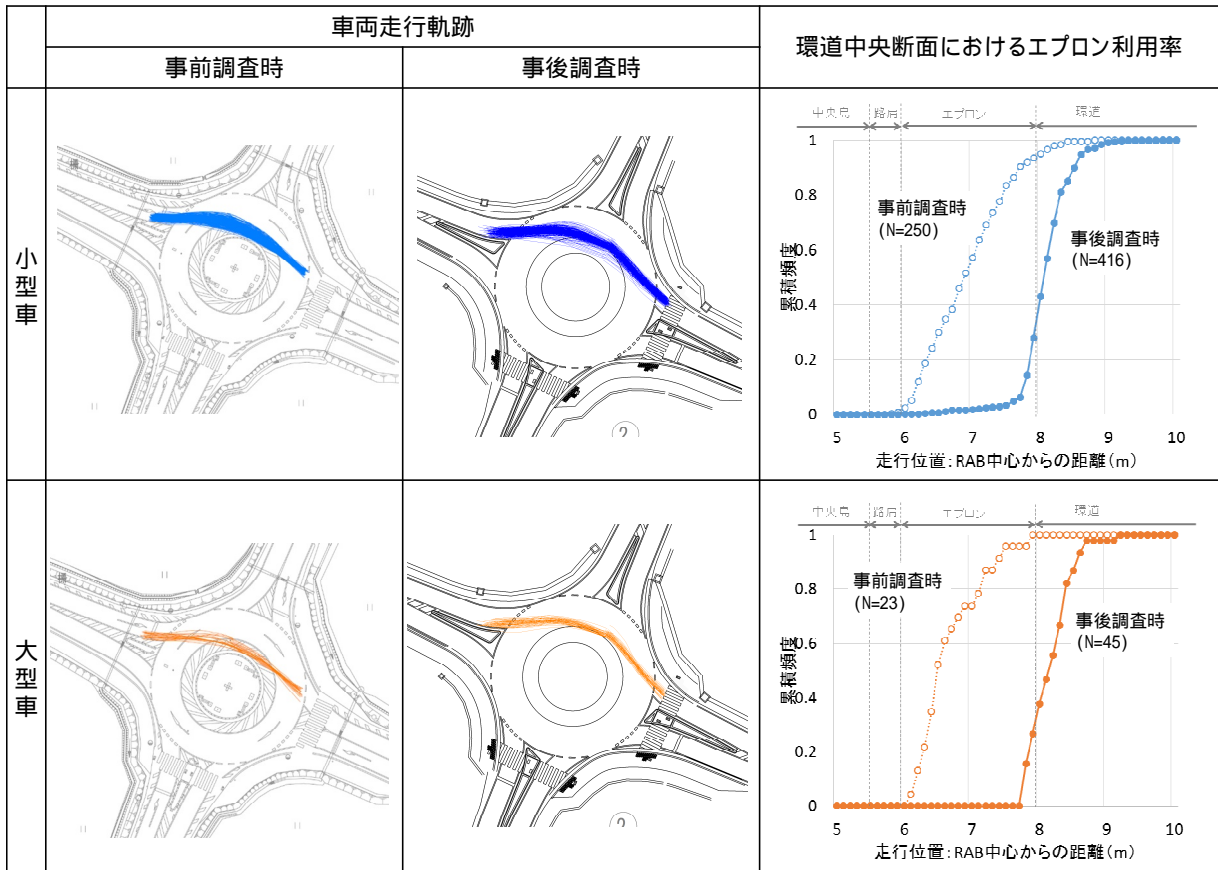 車両走行軌跡
環道中央断面におけるエプロン利用率
事前調査時
事後調査時
小型車
中央島
路肩
エプロン
環道
1
0.8
0.6
0.4
0.2
0
累積頻度
事前調査時
(N=250)
事後調査時
(N=416)
5 6 7 8 9 10
走行位置:RAB中心からの距離(m)
大型車
中央島
路肩
エプロン
環道
1
0.8
0.6
0.4
0.2
0
累積頻度
事前調査時
(N=23)
事後調査時
(N=45)
5 6 7 8 9 10
走行位置:RAB中心からの距離(m)